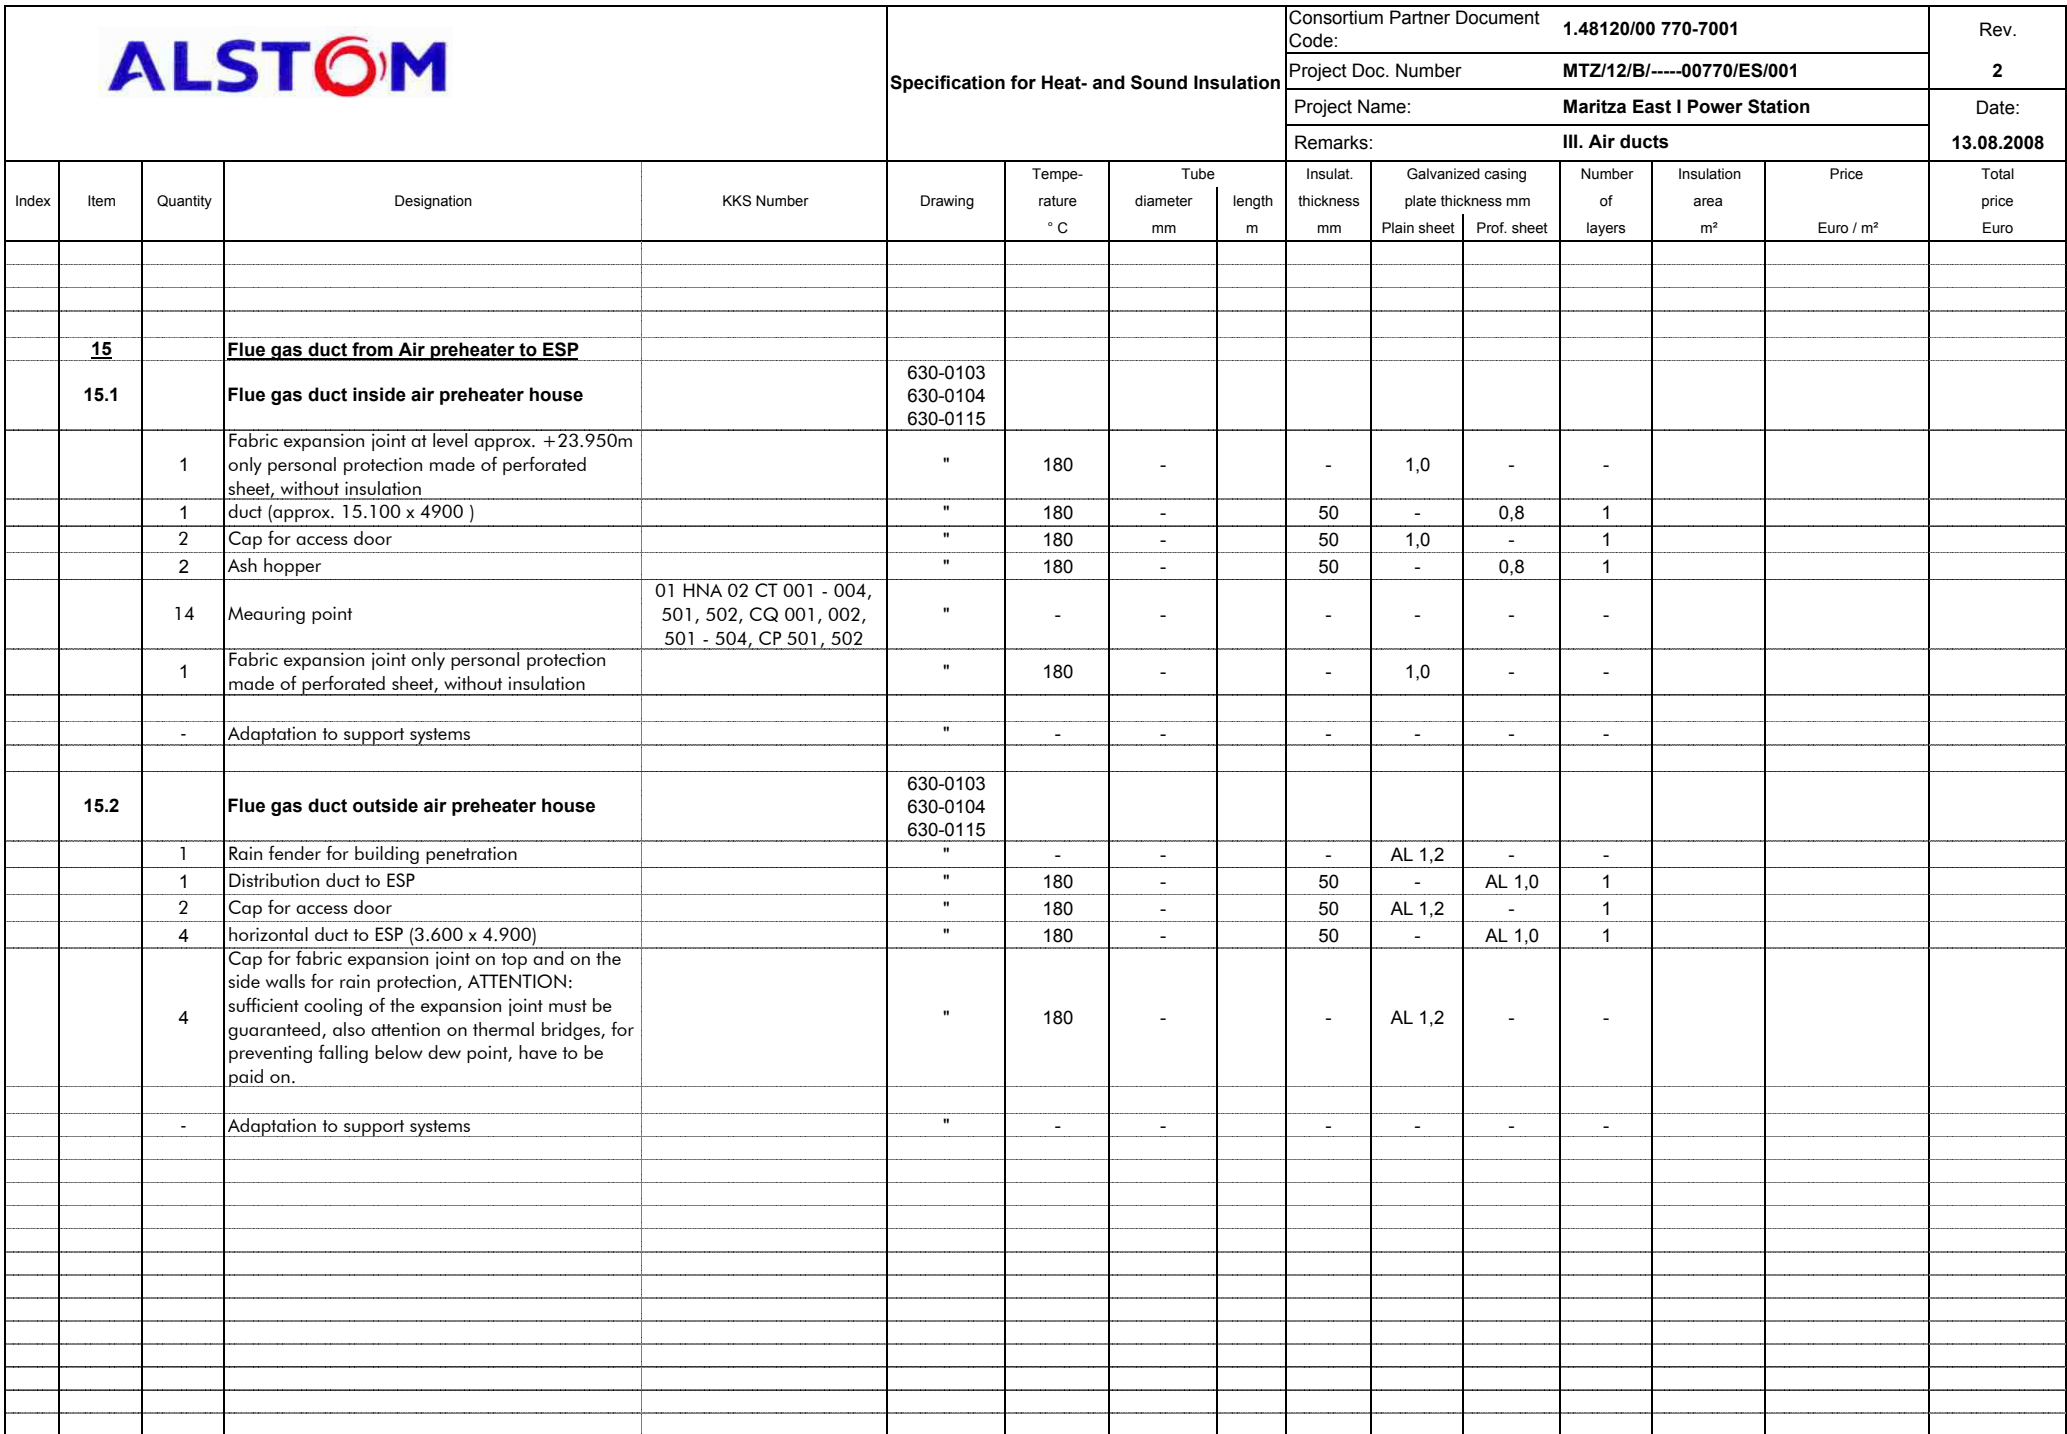 ALSTOM
Specification for Heat- and Sound Insulation
Consortium Partner Document
Code:
1.48120/00 770-7001
Rev.
Project Doc. Number MTZ/12/B/-----00770/ES/001 2
Project Name: Maritza East I Power Station Date:
Remarks: III. Air ducts 13.08.2008
Tempe- Tube Insulat. Galvanized casing Number Insulation Price Total
Index Item Quantity Designation KKS Number Drawing rature diameter length thickness plate thickness mm of area price
° C mm m mm Plain sheet Prof. sheet layers m² Euro / m² Euro
15 Flue gas duct from Air preheater to ESP
630-0103
15.1 Flue gas duct inside air preheater house 630-0104
630-0115
Fabric expansion joint at level approx. +23.950m
1 only personal protection made of perforated " 180 - - 1,0 - -
sheet, without insulation
1 duct (approx. 15.100 x 4900 ) " 180 - 50 - 0,8 1
2 Cap for access door " 180 - 50 1,0 - 1
2 Ash hopper " 180 - 50 - 0,8 1
01 HNA 02 CT 001 - 004,
14 Meauring point 501, 502, CQ 001, 002, " - - - - - -
501 - 504, CP 501, 502
Fabric expansion joint only personal protection
1 " 180 - - 1,0 - -
made of perforated sheet, without insulation
- Adaptation to support systems " - - - - - -
630-0103
15.2 Flue gas duct outside air preheater house 630-0104
630-0115
1 Rain fender for building penetration " - - - AL 1,2 - -
1 Distribution duct to ESP " 180 - 50 - AL 1,0 1
2 Cap for access door " 180 - 50 AL 1,2 - 1
4 horizontal duct to ESP (3.600 x 4.900) " 180 - 50 - AL 1,0 1
Cap for fabric expansion joint on top and on the
side walls for rain protection, ATTENTION:
sufficient cooling of the expansion joint must be
4 " 180 - - AL 1,2 - -
guaranteed, also attention on thermal bridges, for
preventing falling below dew point, have to be
paid on.
- Adaptation to support systems " - - - - - -